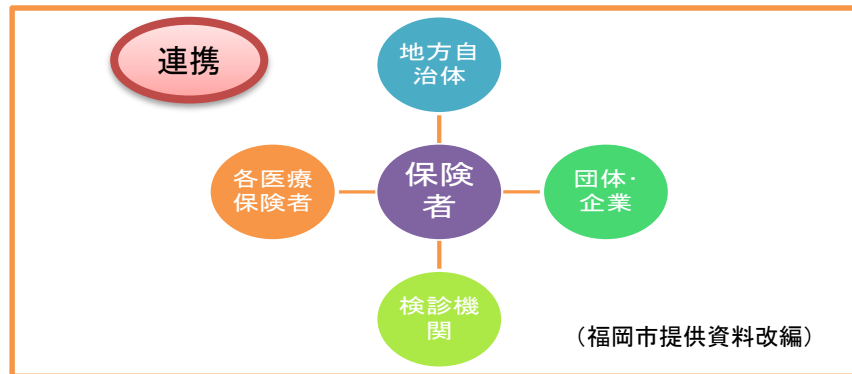 連携
地方自
治体
各医療
保険者
保険
者
団体・
企業
検診機
関
（福岡市提供資料改編）